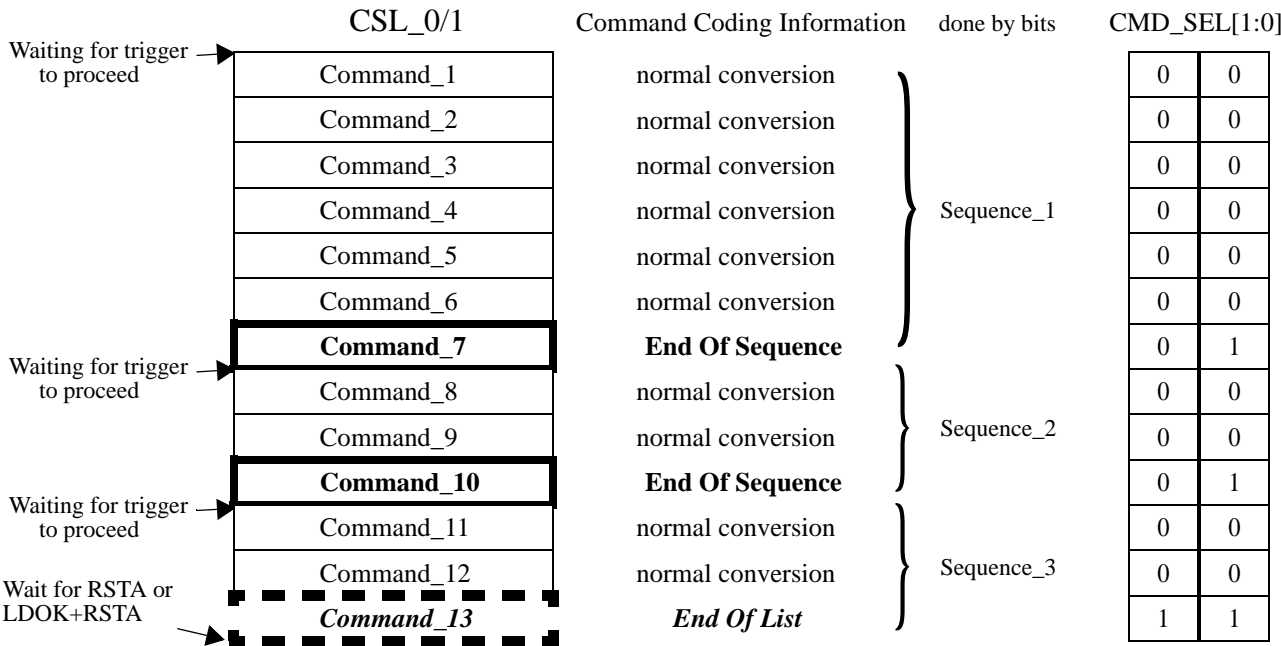 CSL_0/1 Command Coding Information done by bits CMD_SEL[1:0]
Waiting for trigger
to proceed
Command_1 normal conversion 0 0
Command_2 normal conversion 0 0
Command_3 normal conversion 0 0
Command_4 normal conversion Sequence_1 0 0
Command_5 normal conversion 0 0
Command_6 normal conversion 0 0
Command_7 End Of Sequence 0 1
Waiting for trigger
to proceed
Command_8 normal conversion 0 0
Command_9 normal conversion Sequence_2 0 0
Command_10 End Of Sequence 0 1
Waiting for trigger
to proceed
Command_11 normal conversion 0 0
Command_12 normal conversion Sequence_3 0 0
Wait for RSTA or
LDOK+RSTA
Command_13 End Of List 1 1